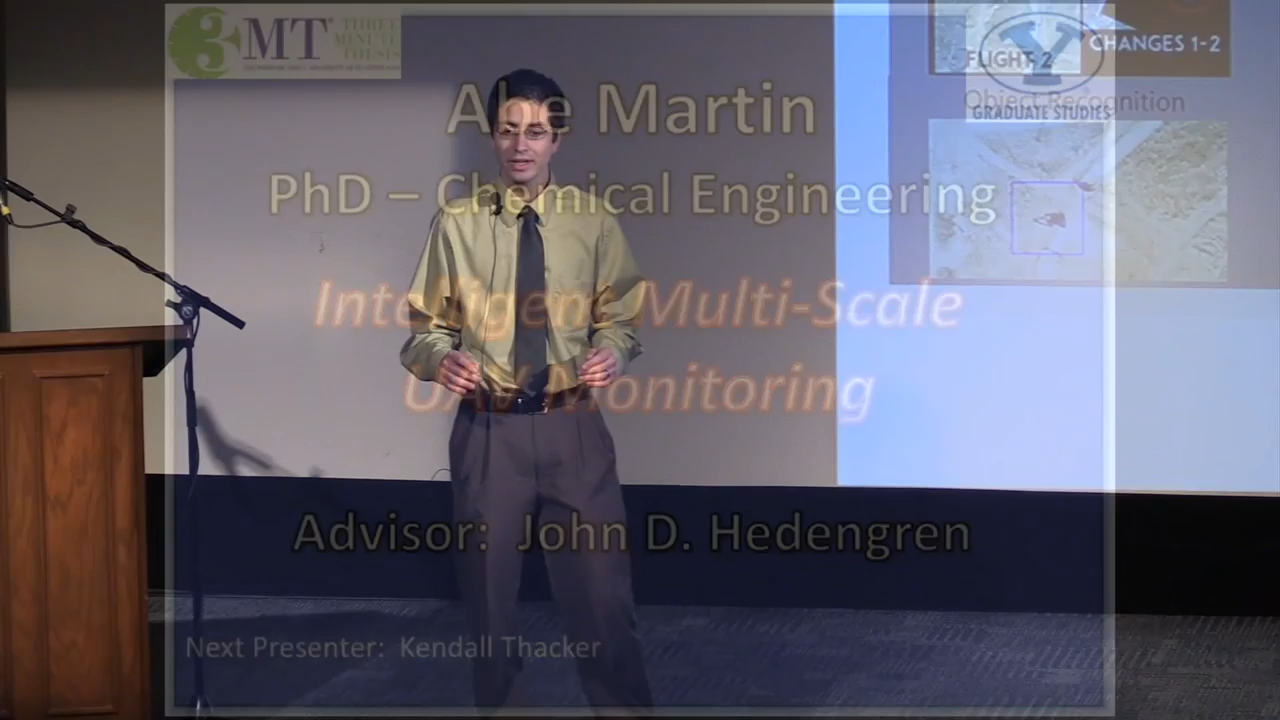 3MT® THREE
MINUTE
THESIS
FLIGHT 2
CHANGES 1-2
Y
Object Recognition
GRADUATE STUDIES
Abe Martin
PhD – Chemical Engineering
Intelligent Multi-Scale
UAV Monitoring
Advisor: John D. Hedengren
Next Presenter: Kendall Thacker